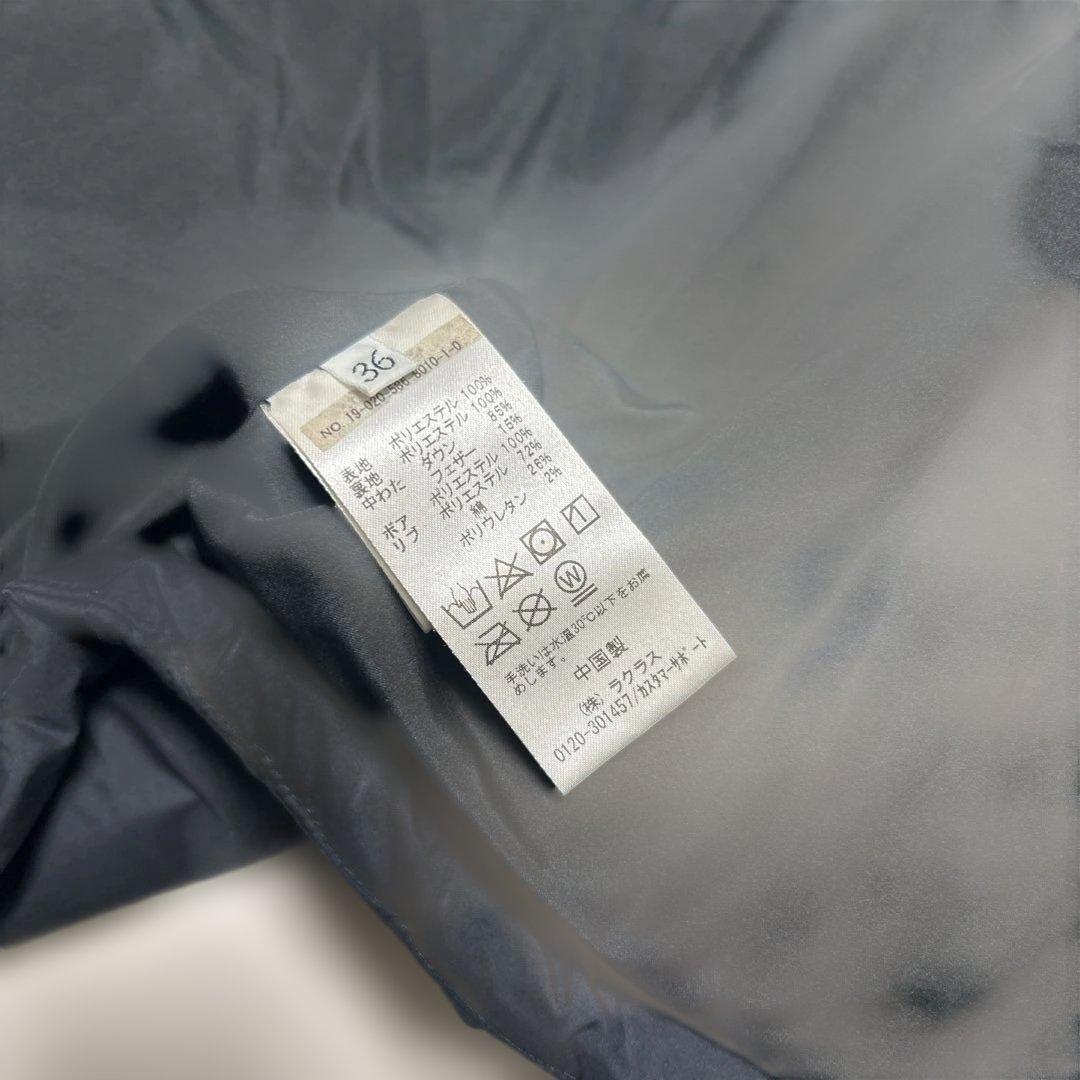 36
NO. 19-020-586-8010-1-0
表地 ポリエステル 100%
裏地 ポリエステル 100%
中わた ダウン 85%
フェザー 15%
ボア ポリエステル 100%
リブ ポリエステル 72%
綿 26%
ポリウレタン 2%
1
W
手洗いは水温30℃以下をお薦
めします。
中国製
(株) ラクラス
0120-301457/カスタマーサポート